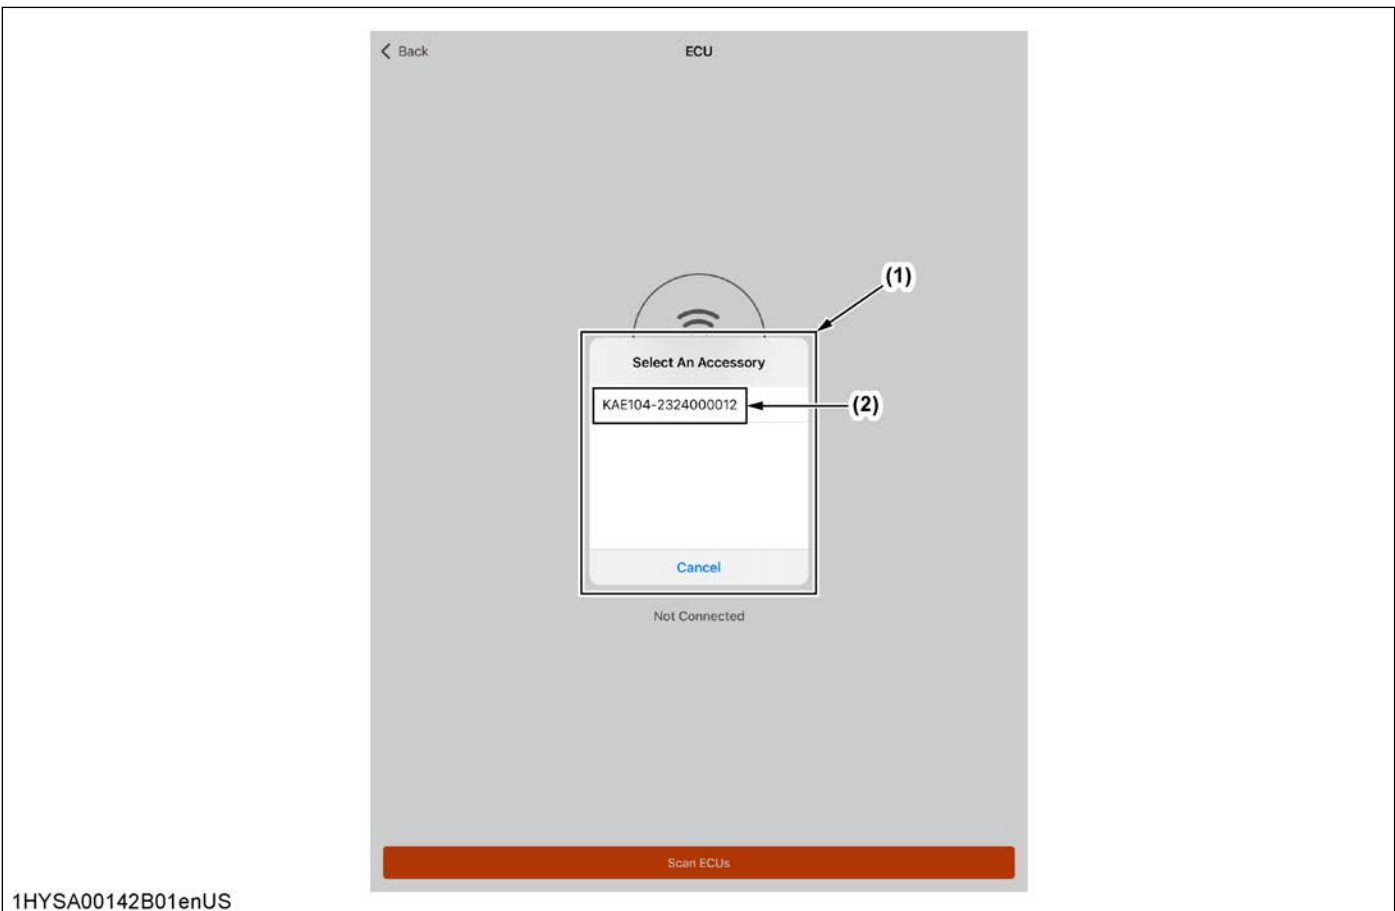 Back
ECU
(1)
Select An Accessory
KAE104-2324000012
(2)
Cancel
Not Connected
Scan ECUs
1HYSA00142B01enUS